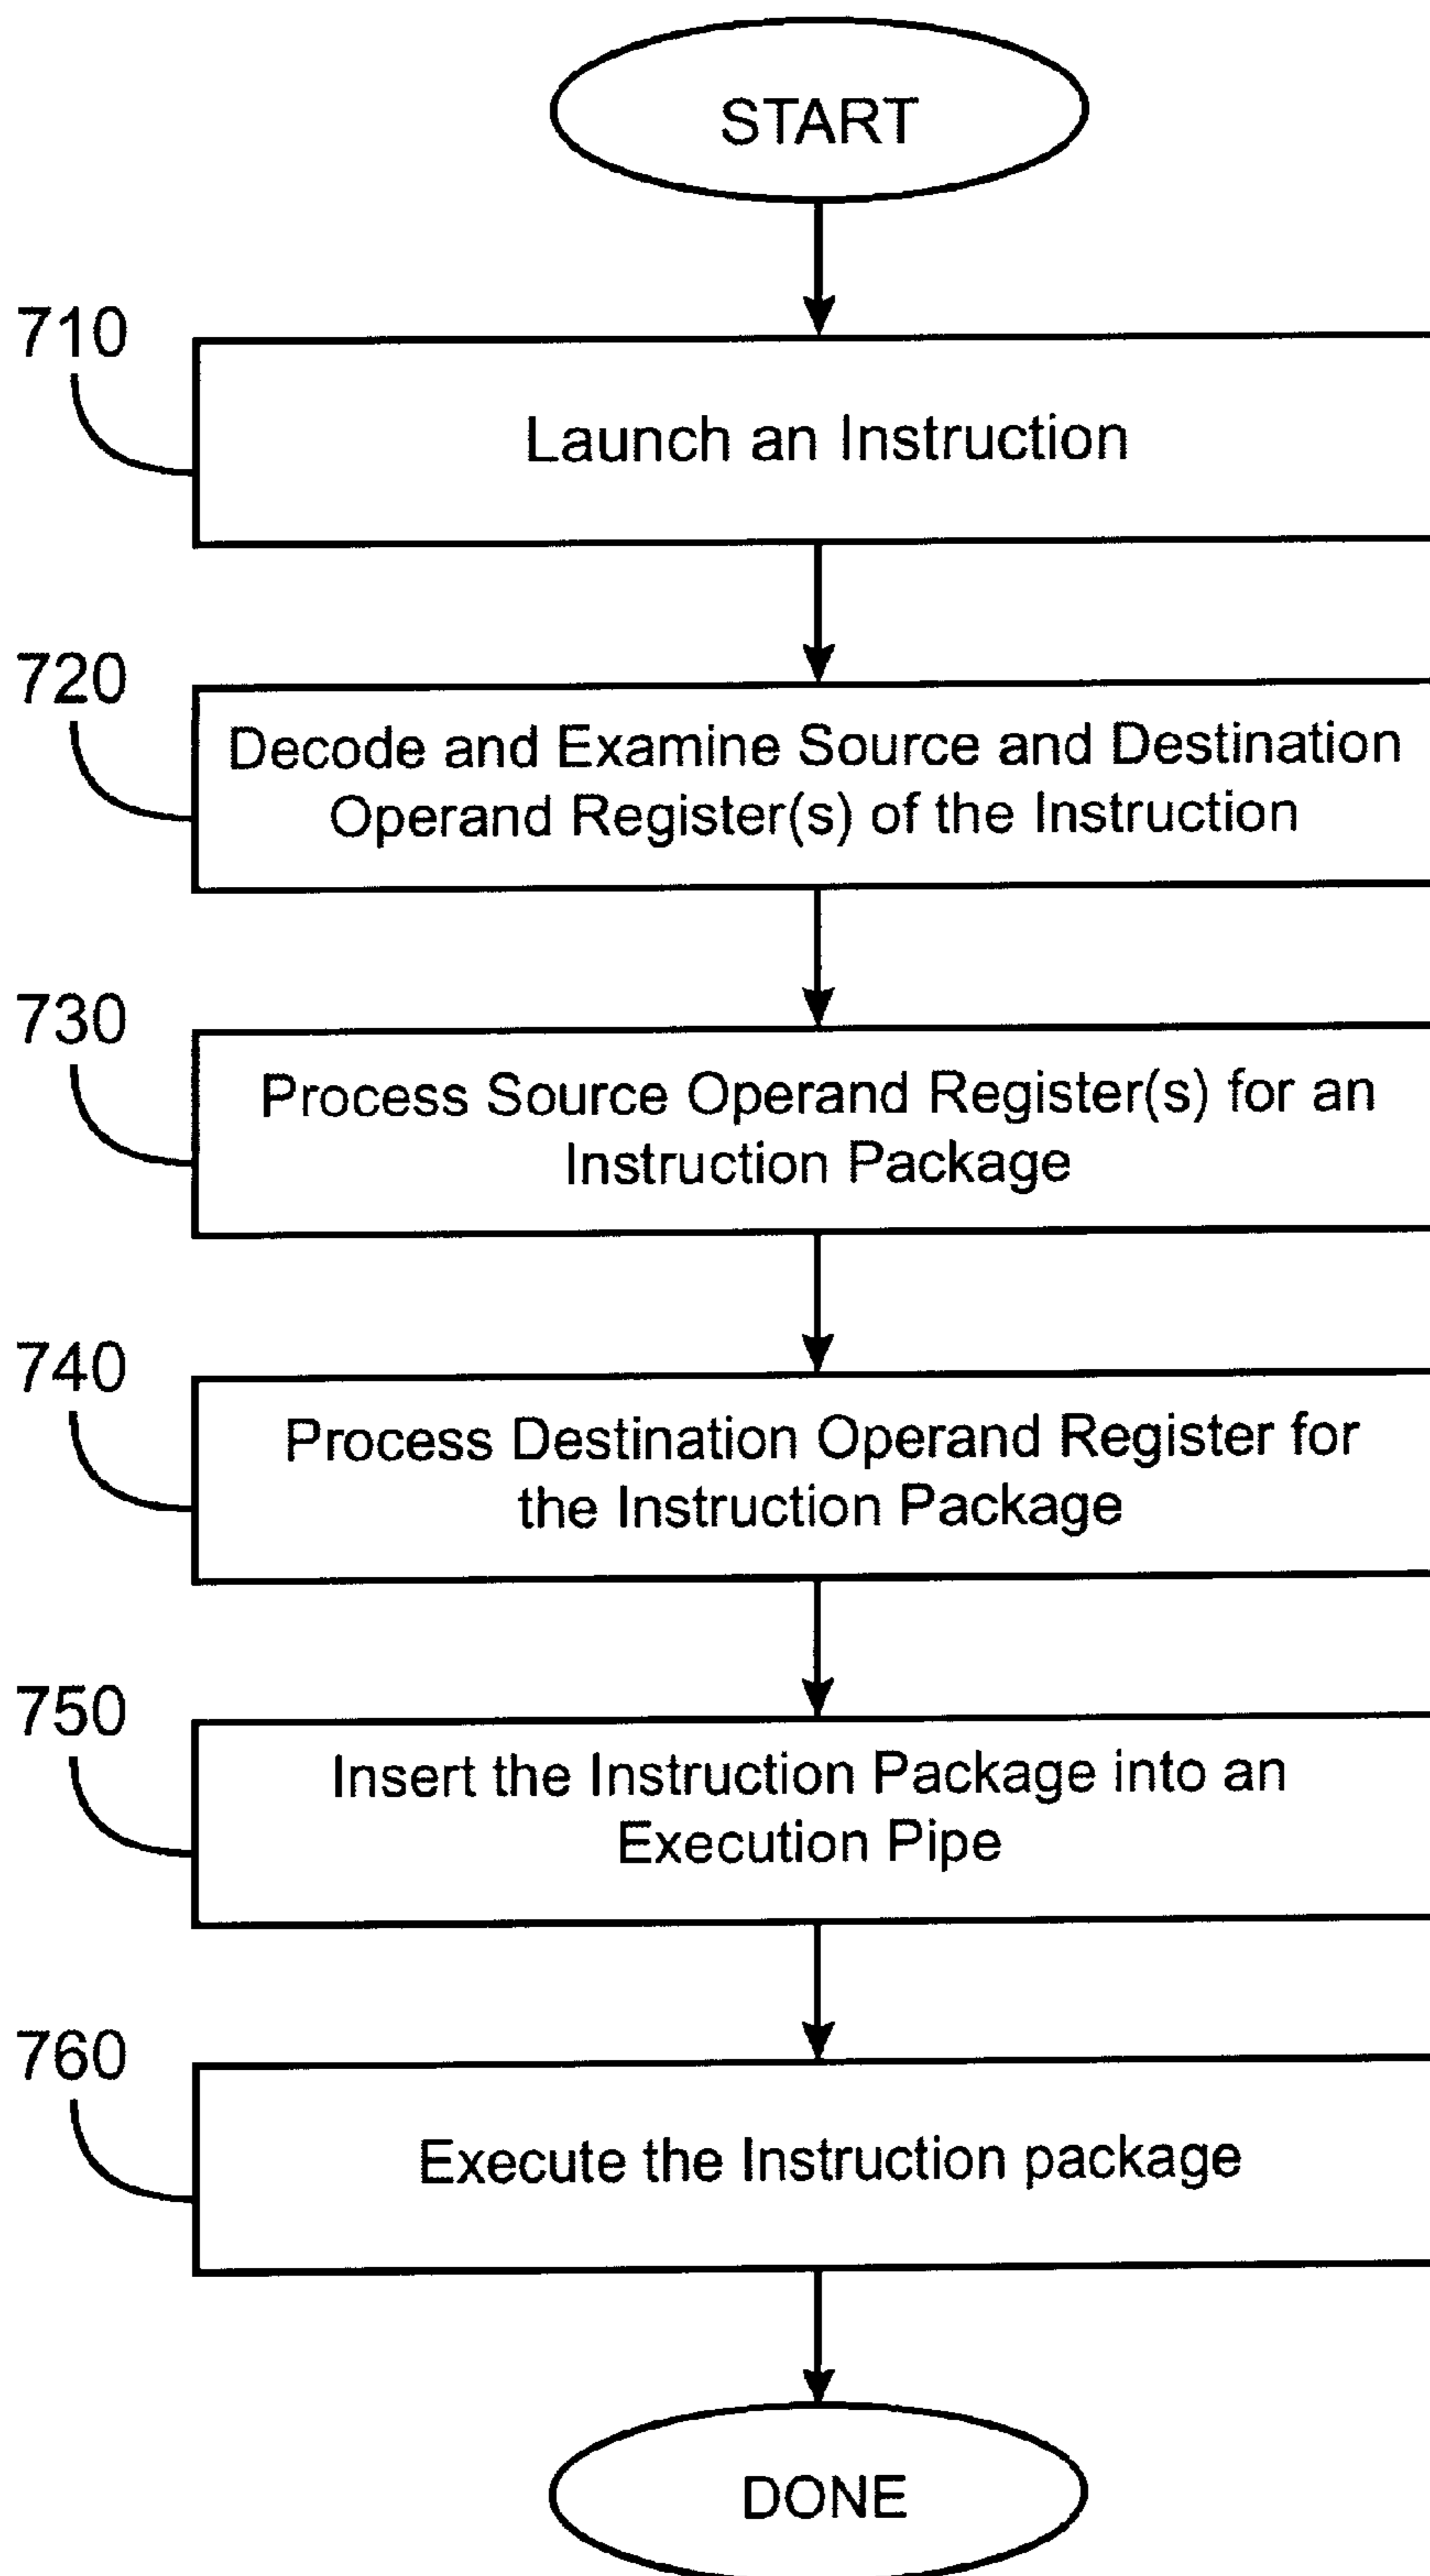 START
710
Launch an Instruction
720
Decode and Examine Source and Destination
Operand Register(s) of the Instruction
730
Process Source Operand Register(s) for an
Instruction Package
740
Process Destination Operand Register for
the Instruction Package
750
Insert the Instruction Package into an
Execution Pipe
760
Execute the Instruction package
DONE